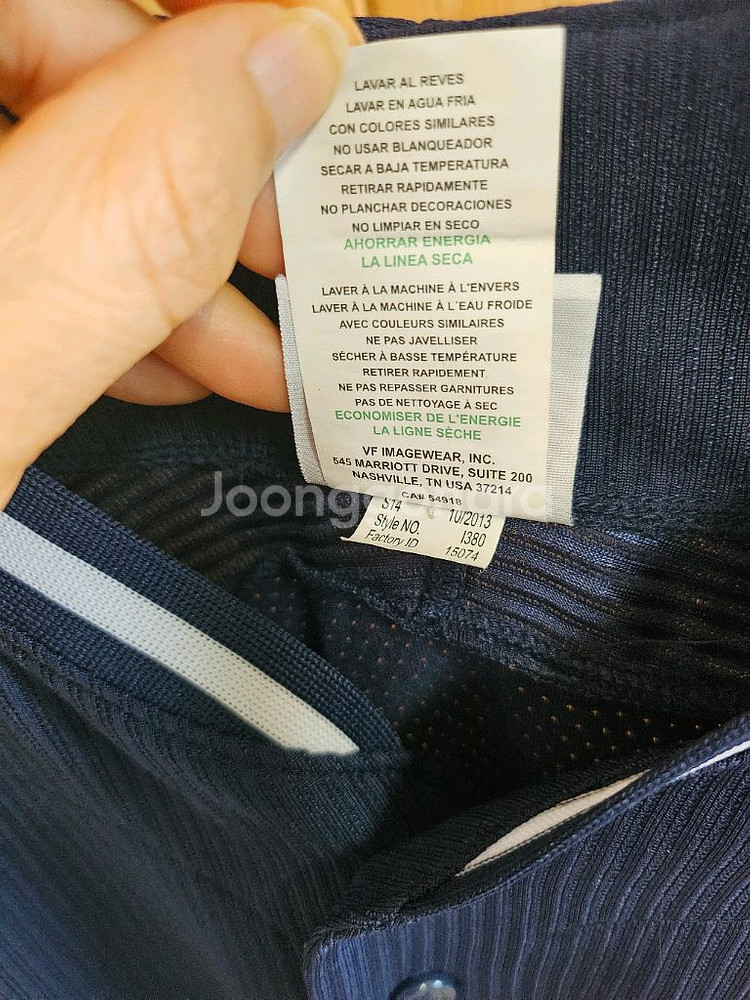 LAVAR AL REVES
LAVAR EN AGUA FRIA
CON COLORES SIMILARES
NO USAR BLANQUEADOR
SECAR A BAJA TEMPERATURA
RETIRAR RAPIDAMENTE
NO PLANCHAR DECORACIONES
NO LIMPIAR EN SECO
AHORRAR ENERGIA
LA LINEA SECA
LAVER À LA MACHINE À L'ENVERS
LAVER À LA MACHINE À L'EAU FROIDE
AVEC COULEURS SIMILAIRES
NE PAS JAVELLISER
SÉCHER À BASSE TEMPÉRATURE
RETIRER RAPIDEMENT
NE PAS REPASSER GARNITURES
PAS DE NETTOYAGE À SEC
ECONOMISER DE L'ENERGIE
LA LIGNE SÈCHE
VF IMAGEWEAR, INC.
545 MARRIOTT DRIVE, SUITE 200
NASHVILLE, TN USA 37214
CA# 54918
S14 10/2013
Style NO. I380
Factory ID 15074